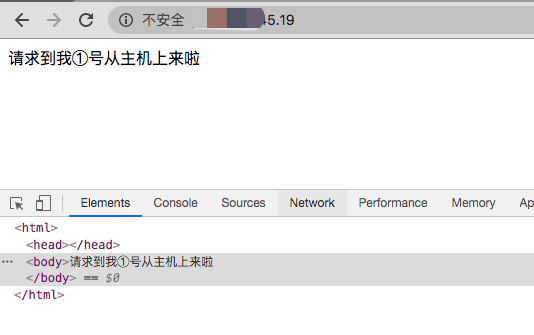 不安全 45.19
请求到我①号从主机上来啦
Elements Console Sources Network Performance Memory Ap
<html>
<head></head>
<body>请求到我①号从主机上来啦
</body> == $0
</html>